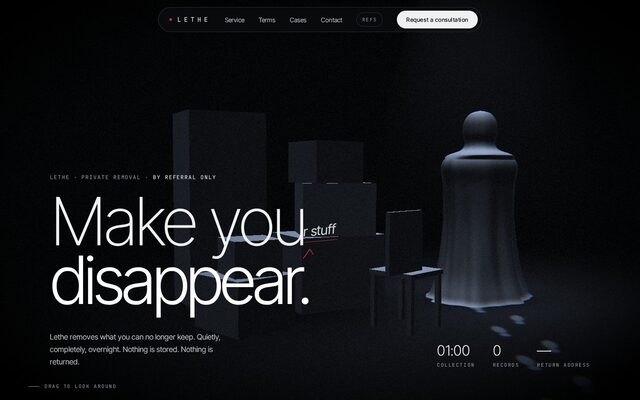 LETHE
Service
Terms
Cases
Contact
REFS
Request a consultation
LETHE · PRIVATE REMOVAL · BY REFERRAL ONLY
Make your stuff
disappear.
Lethe removes what you can no longer keep. Quietly,
completely, overnight. Nothing is stored. Nothing is
returned.
01:00
COLLECTION
0
RECORDS
—
RETURN ADDRESS
DRAG TO LOOK AROUND